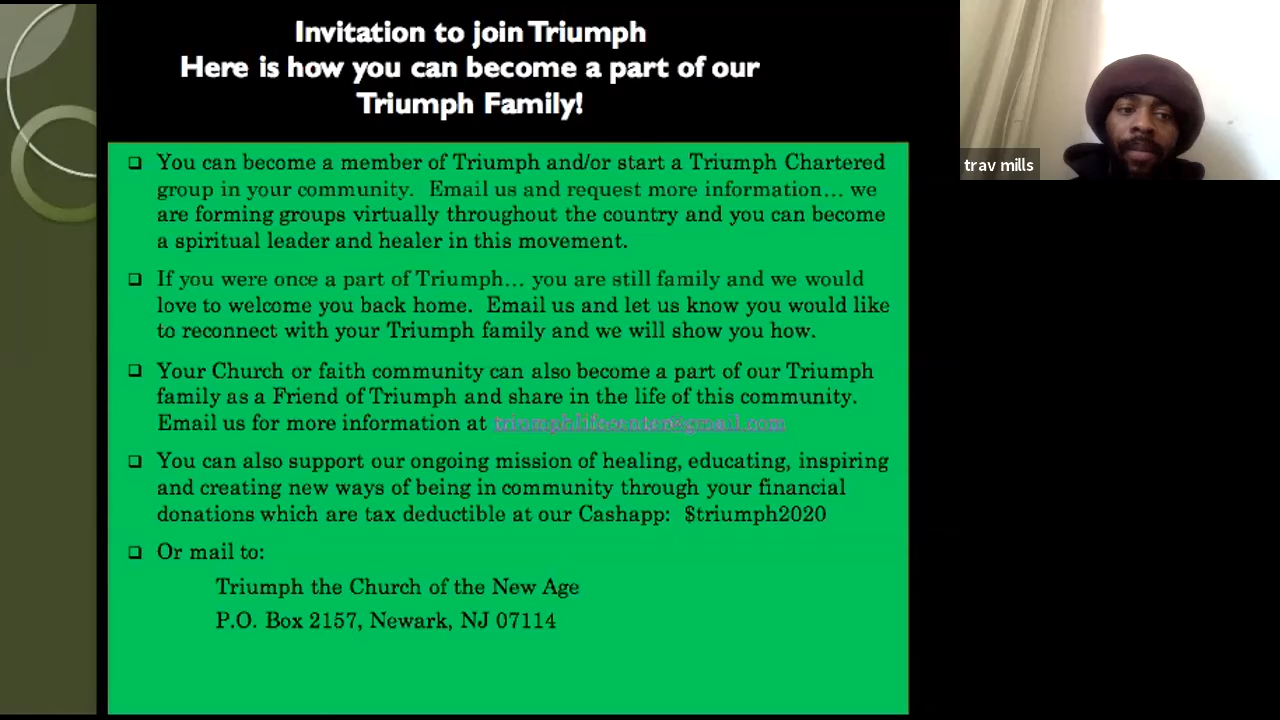 Invitation to join Triumph
Here is how you can become a part of our
Triumph Family!
trav mills
You can become a member of Triumph and/or start a Triumph Chartered
group in your community. Email us and request more information... we
are forming groups virtually throughout the country and you can become
a spiritual leader and healer in this movement.
If you were once a part of Triumph... you are still family and we would
love to welcome you back home. Email us and let us know you would like
to reconnect with your Triumph family and we will show you how.
Your Church or faith community can also become a part of our Triumph
family as a Friend of Triumph and share in the life of this community.
Email us for more information at triumphlifecenter@gmail.com
You can also support our ongoing mission of healing, educating, inspiring
and creating new ways of being in community through your financial
donations which are tax deductible at our Cashapp: $triumph2020
Or mail to:
Triumph the Church of the New Age
P.O. Box 2157, Newark, NJ 07114